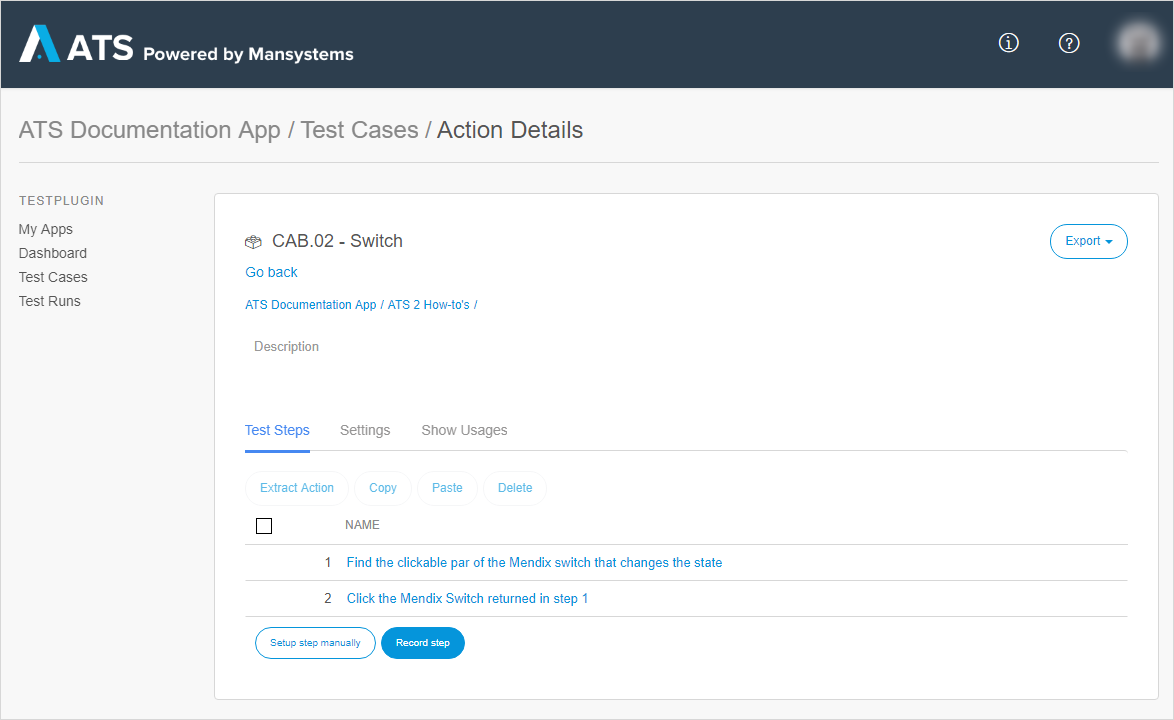 ATS Powered by Mansystems
ATS Documentation App / Test Cases / Action Details
TESTPLUGIN
My Apps
Dashboard
Test Cases
Test Runs
CAB.02 - Switch
Export
Go back
ATS Documentation App / ATS 2 How-to's /
Description
Test Steps Settings Show Usages
Extract Action Copy Paste Delete
NAME
1 Find the clickable par of the Mendix switch that changes the state
2 Click the Mendix Switch returned in step 1
Setup step manually Record step